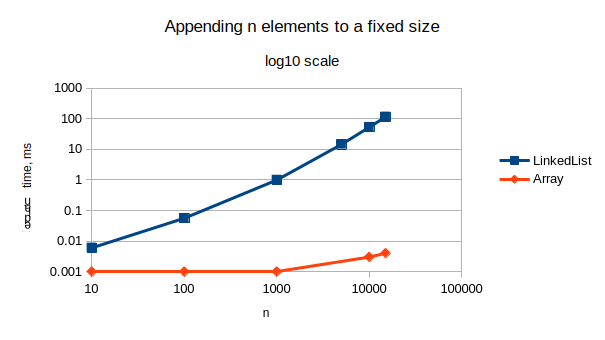 Appending n elements to a fixed size
log10 scale
1000
100
10
1
0.1
0.01
0.001
time, ms
10
100
1000
10000
100000
n
LinkedList
Array